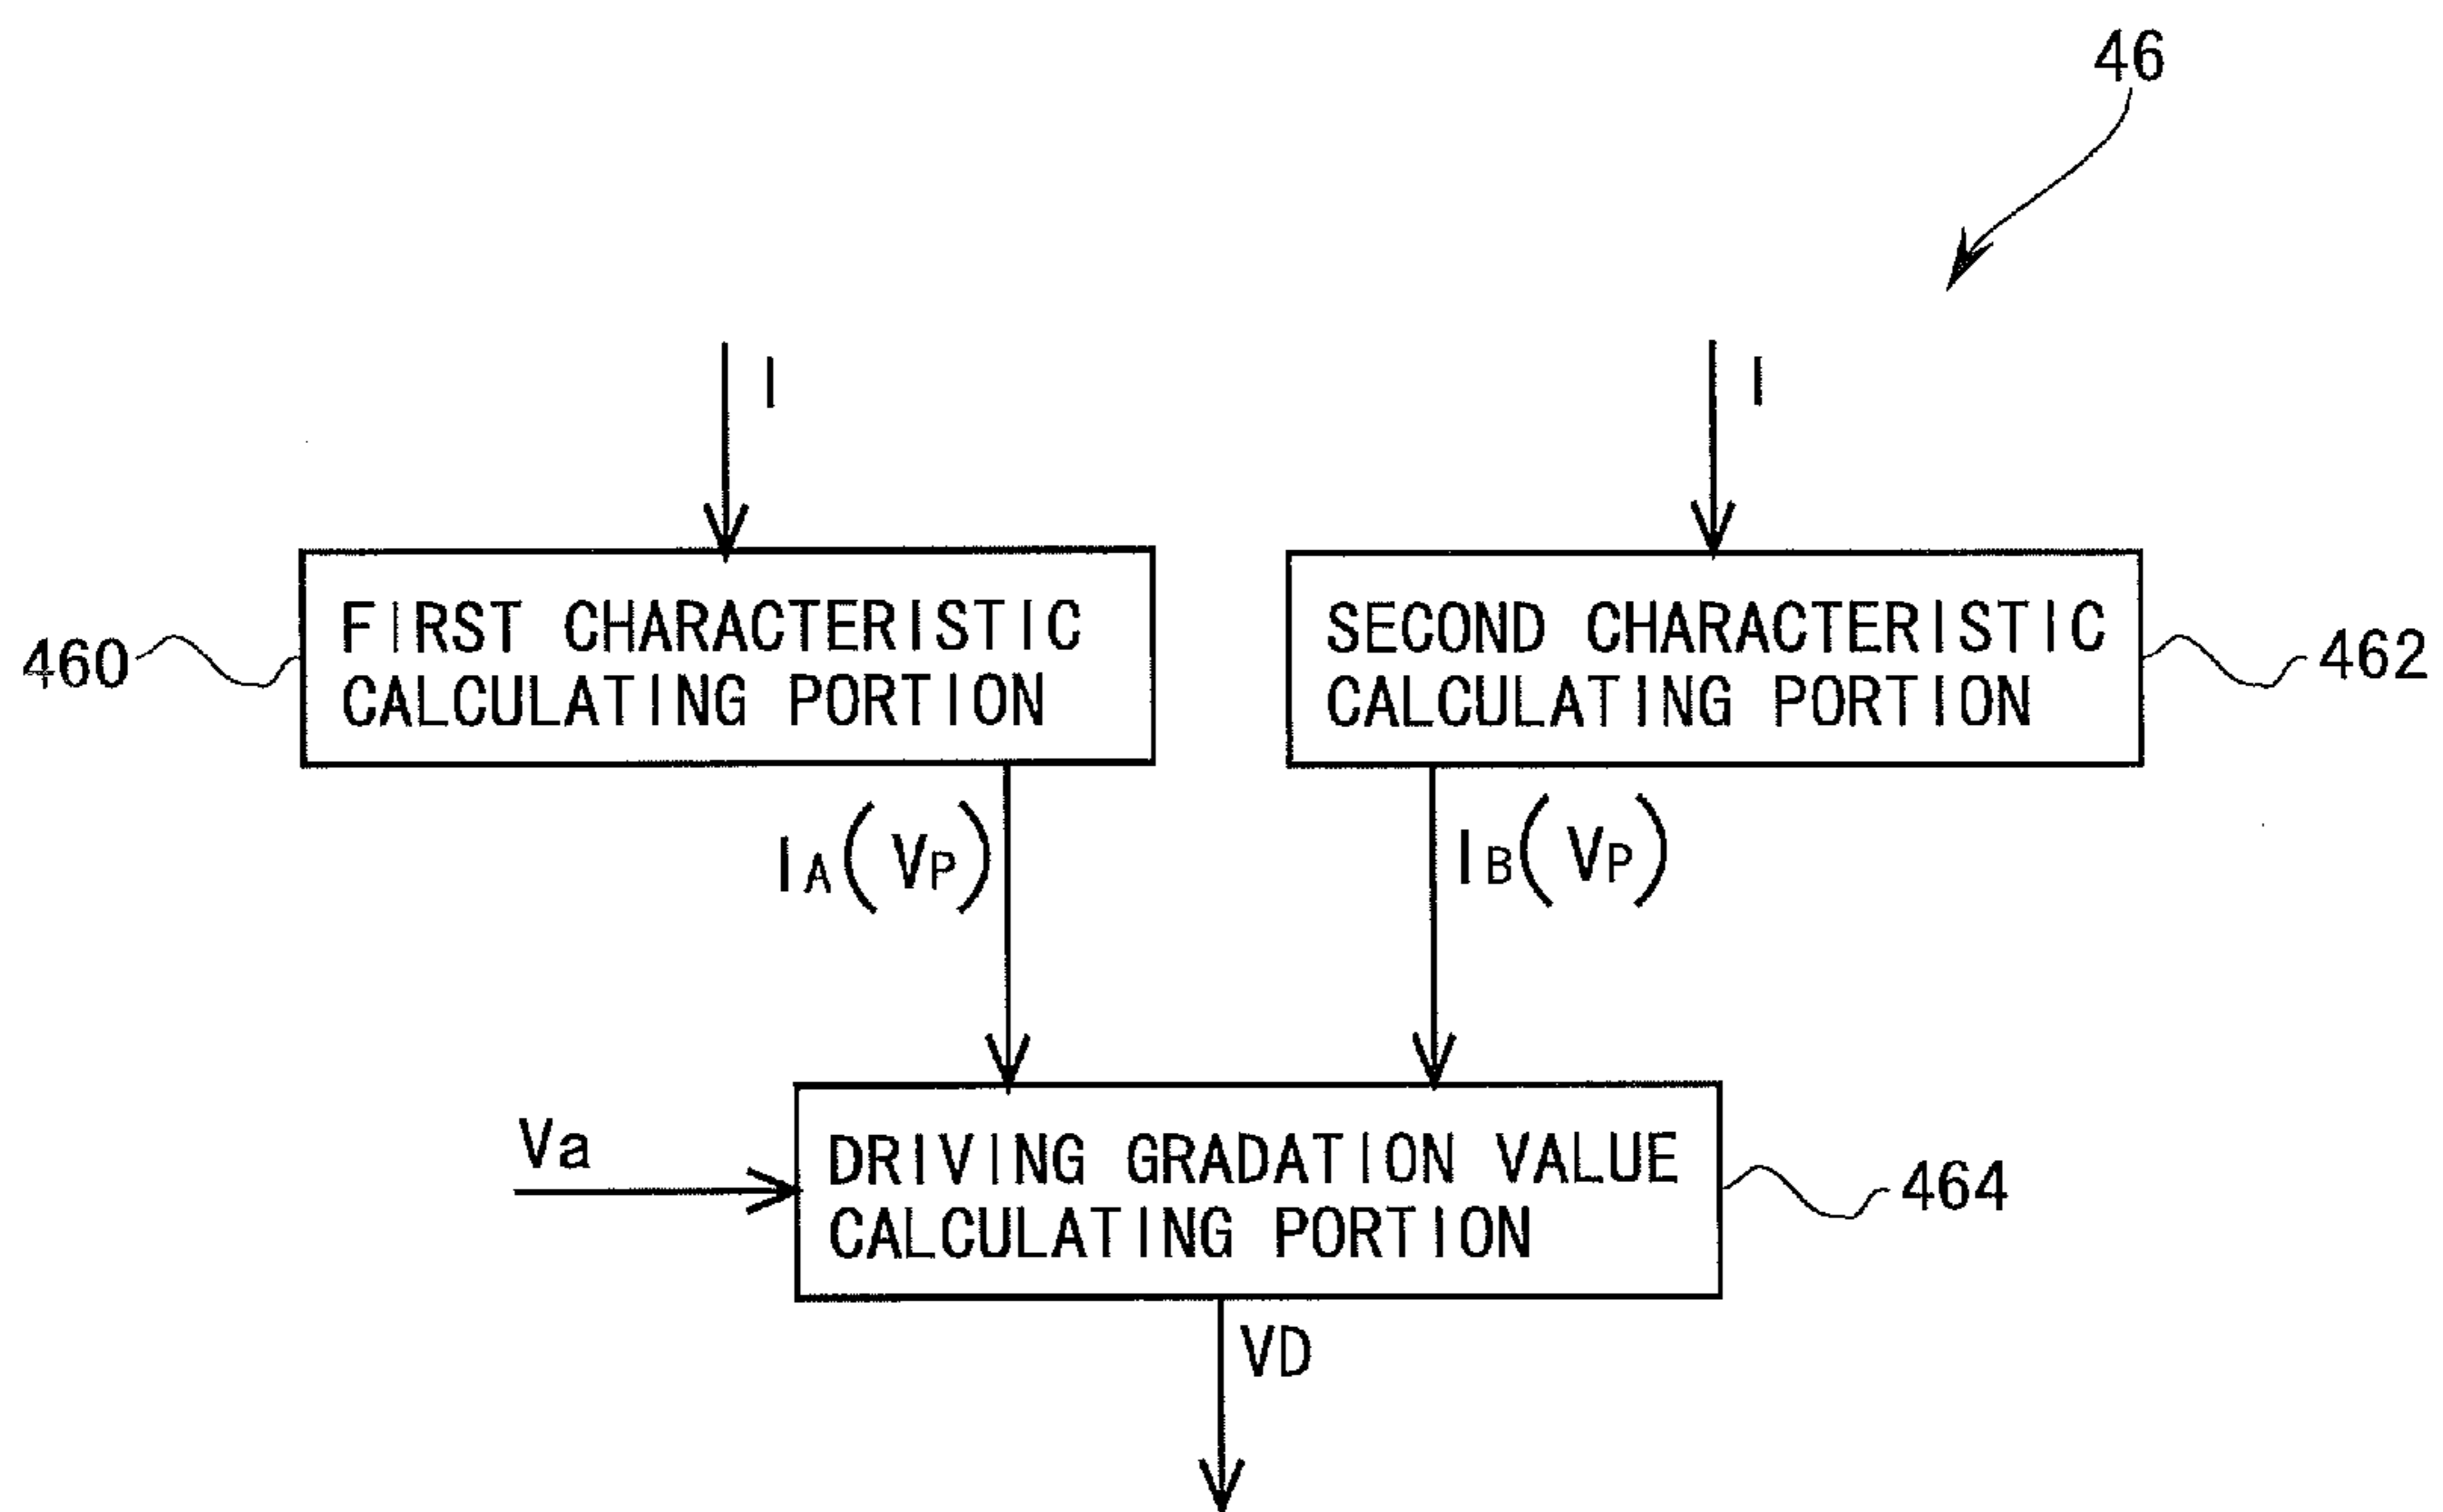 46
I
I
FIRST CHARACTERISTIC
CALCULATING PORTION
SECOND CHARACTERISTIC
CALCULATING PORTION
460
462
IA(VP)
IB(VP)
Va
DRIVING GRADATION VALUE
CALCULATING PORTION
464
VD